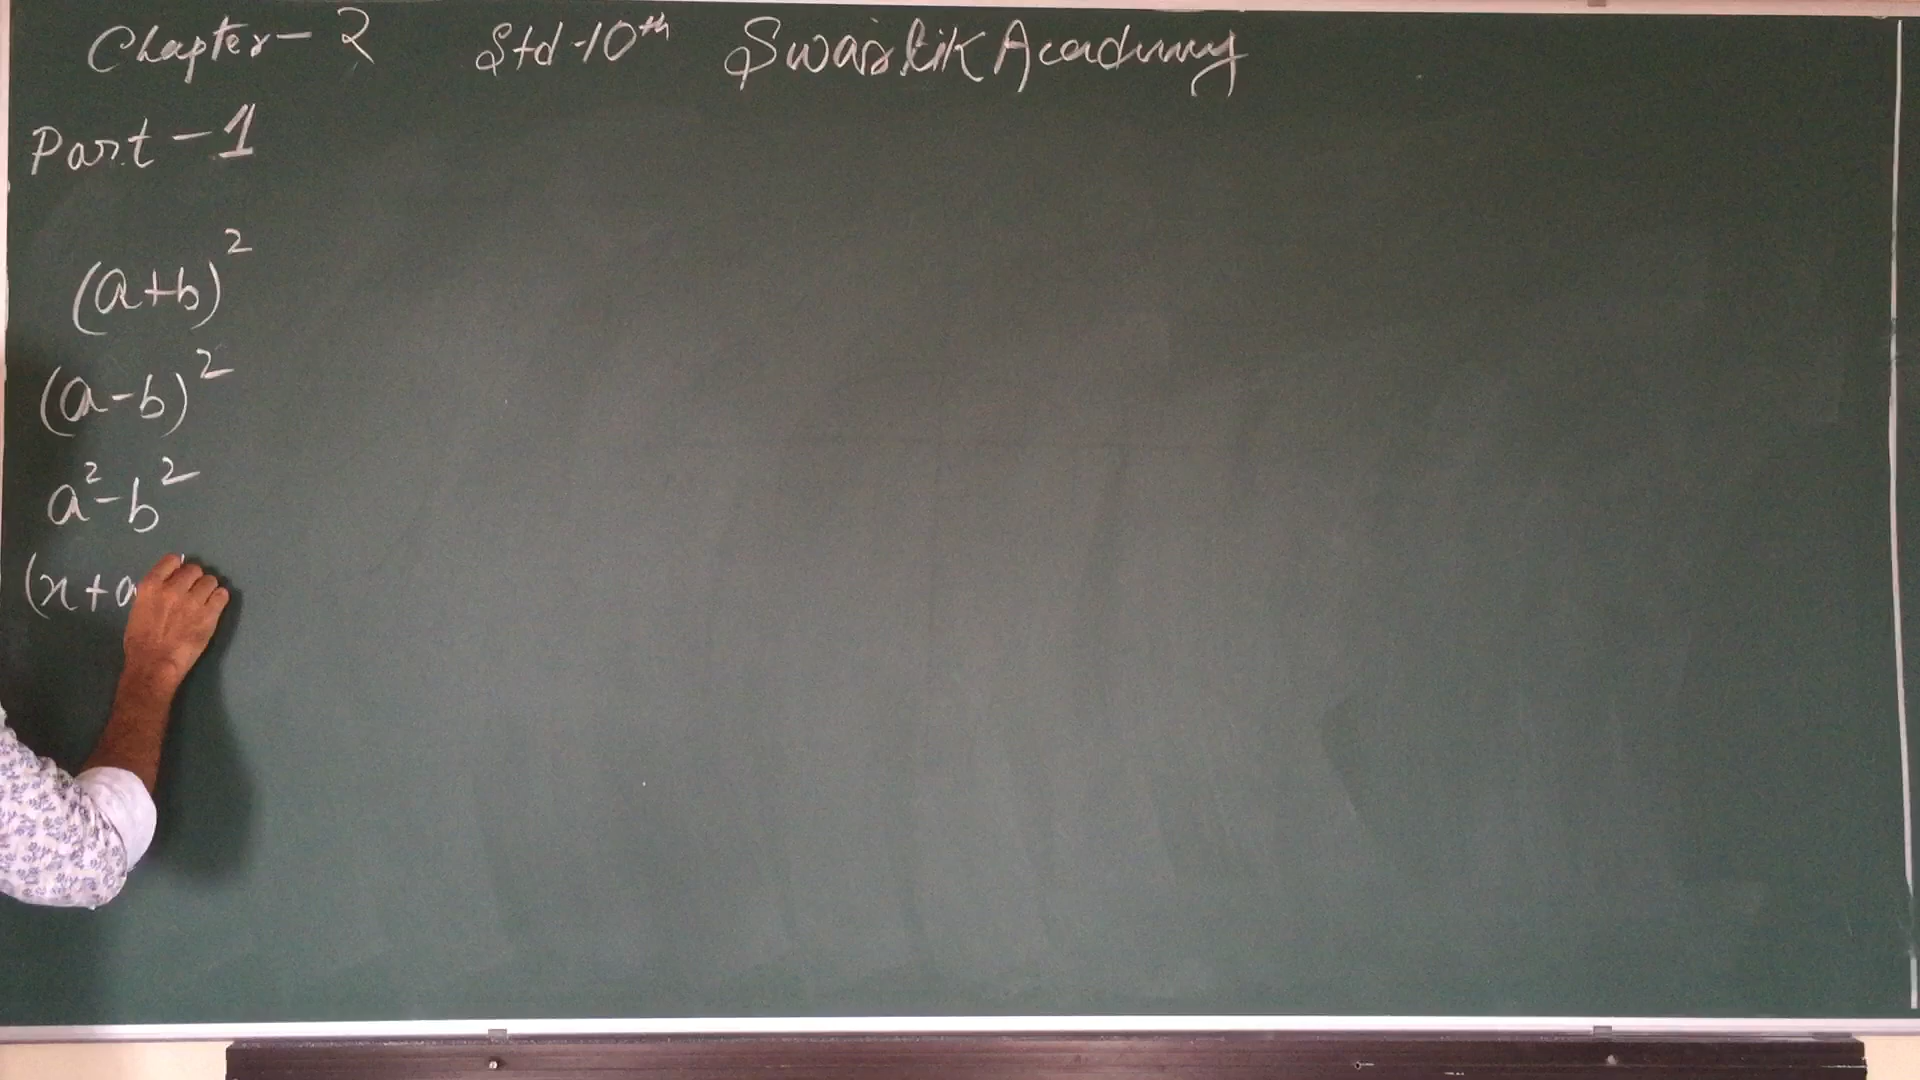 Chapter - 2 Std - 10th Swastik Academy
Part - 1
(a+b)²
(a-b)²
a²-b²
(x+a